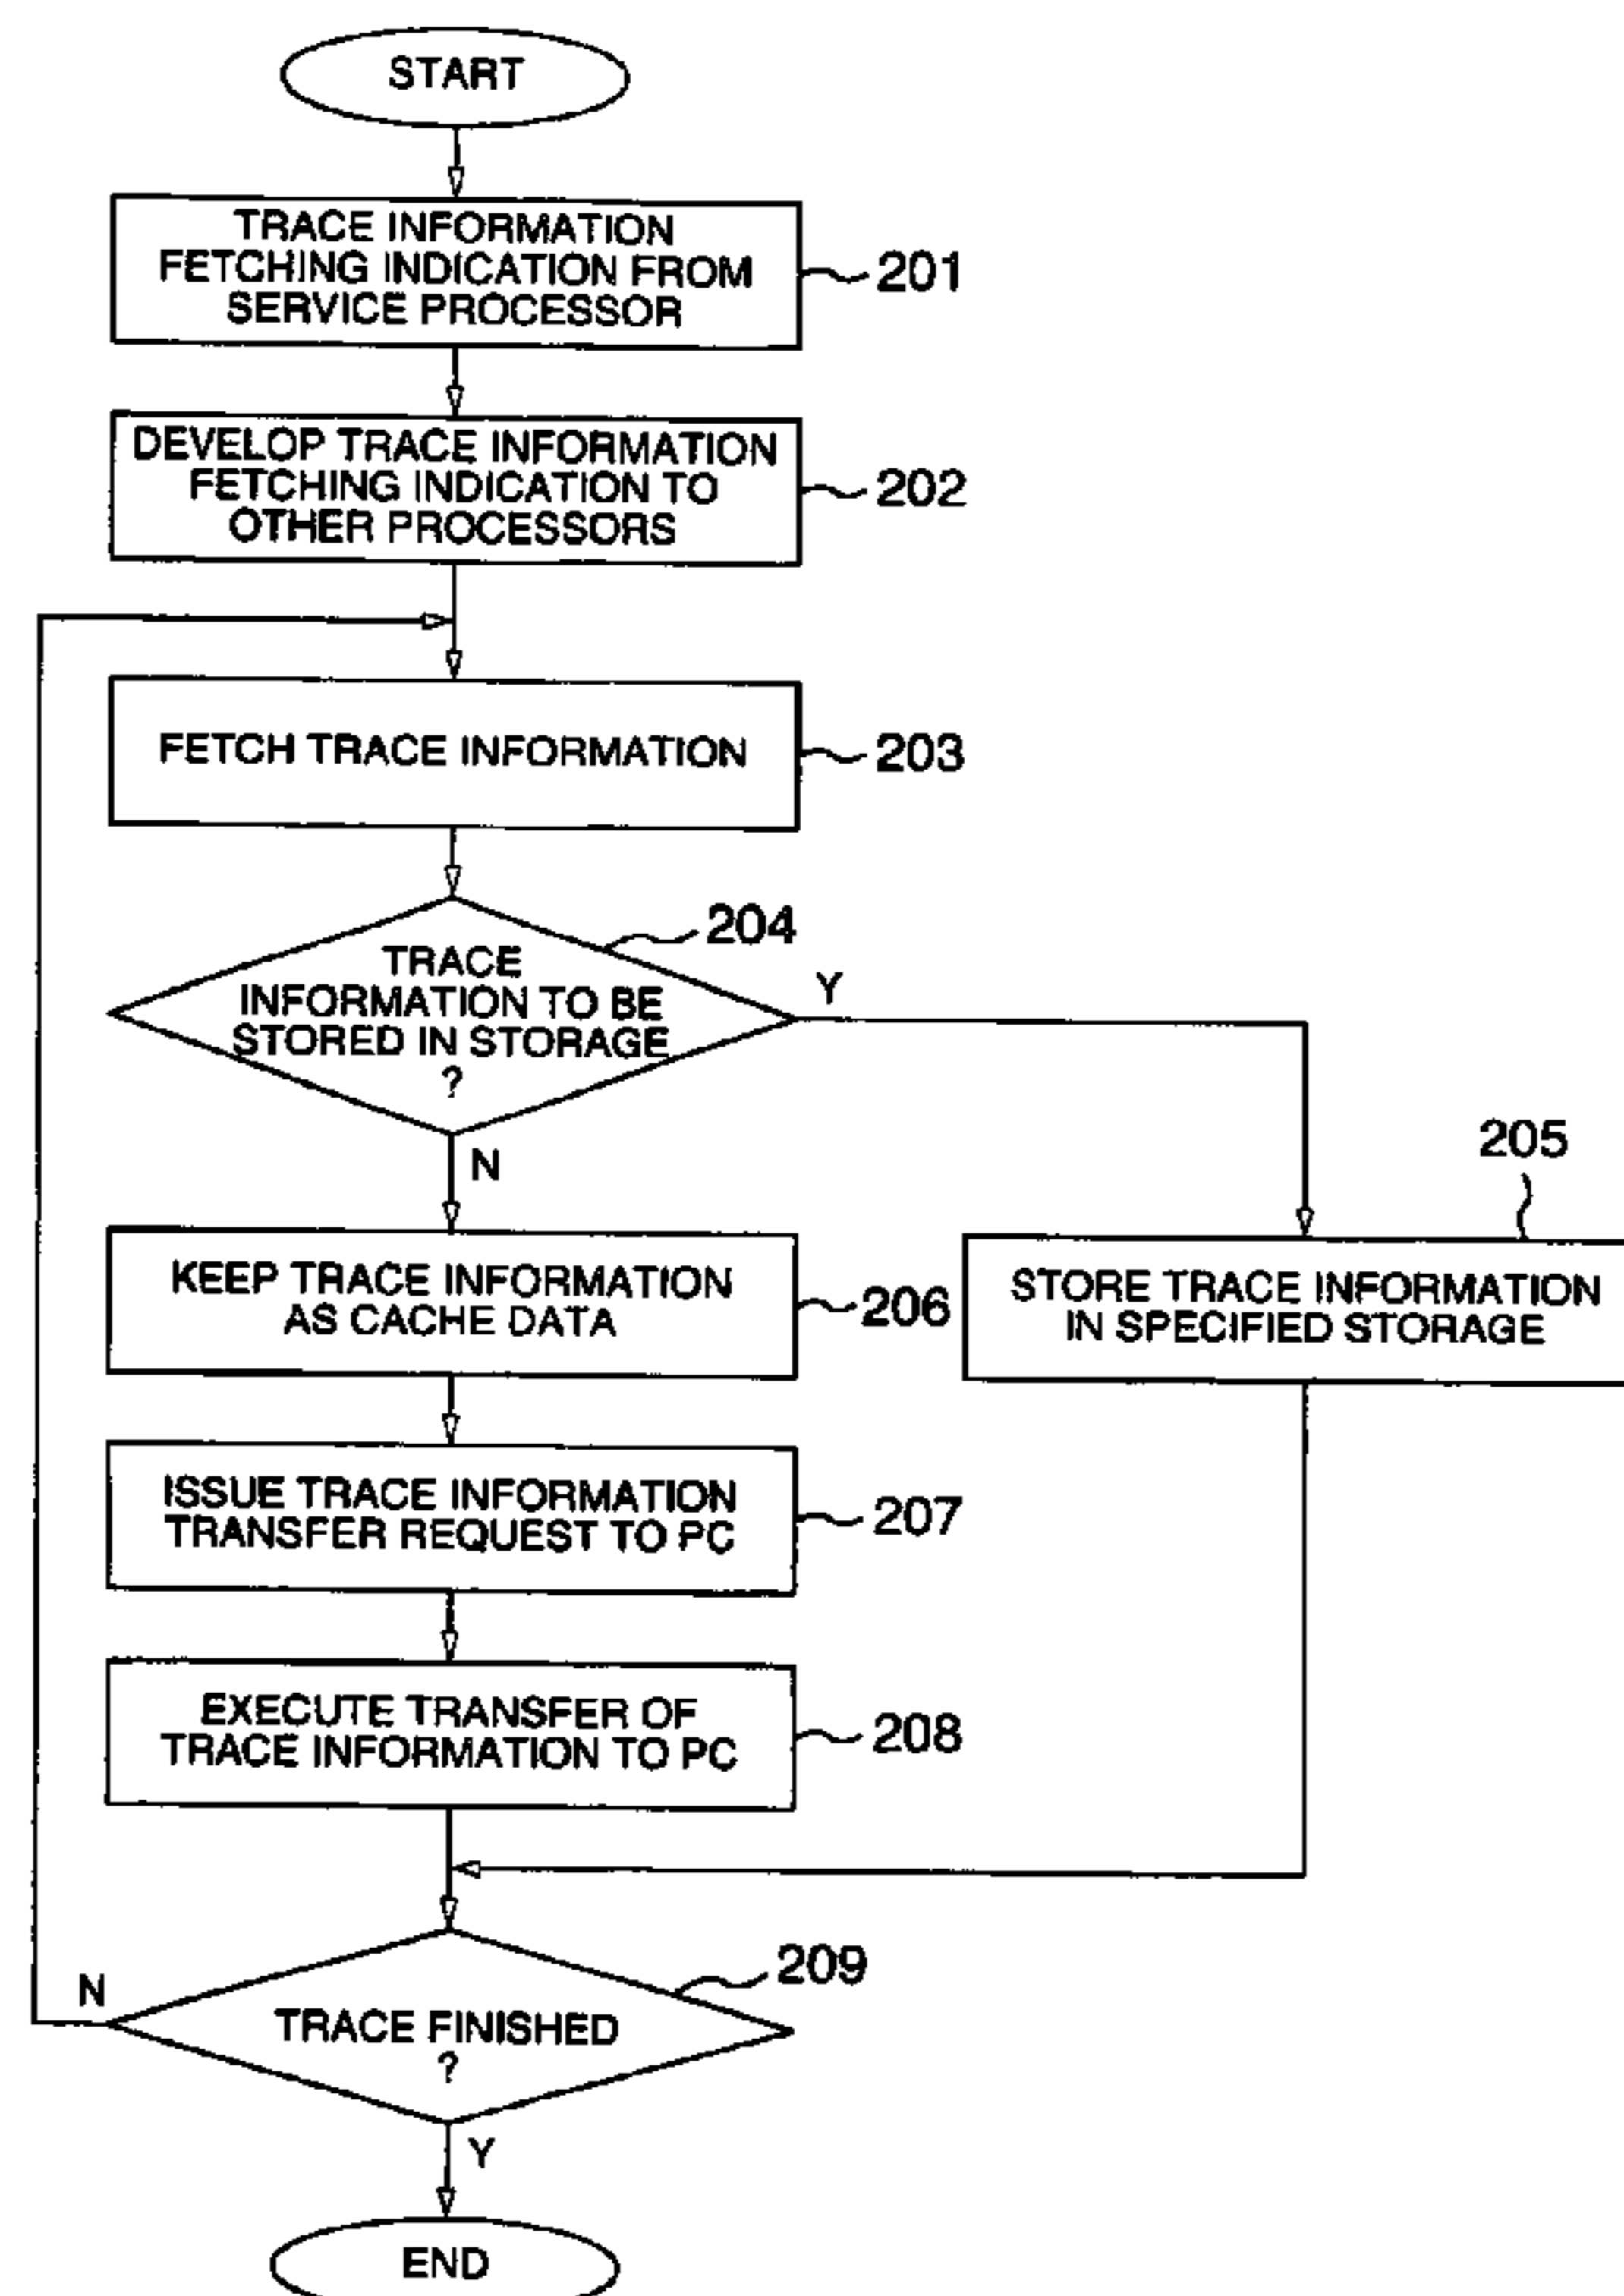 START
TRACE INFORMATION
FETCHING INDICATION FROM
SERVICE PROCESSOR
201
DEVELOP TRACE INFORMATION
FETCHING INDICATION TO
OTHER PROCESSORS
202
FETCH TRACE INFORMATION
203
204
TRACE
INFORMATION TO BE
STORED IN STORAGE
?
Y
N
205
KEEP TRACE INFORMATION
AS CACHE DATA
206
STORE TRACE INFORMATION
IN SPECIFIED STORAGE
ISSUE TRACE INFORMATION
TRANSFER REQUEST TO PC
207
EXECUTE TRANSFER OF
TRACE INFORMATION TO PC
208
209
N
TRACE FINISHED
?
Y
END